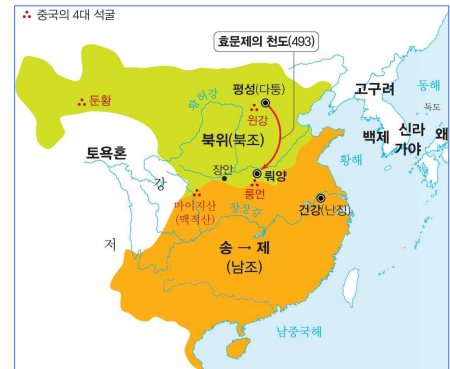 중국의 4대 석굴
효문제의 천도(493)
둔황
황허강
평성(다퉁)
윈강
고구려
동해
독도
북위(북조)
백제
신라
가야
왜
토욕혼
장안
뤄양
황해
강
룽먼
마이지산
(맥적산)
창장강
건강(난징)
저
송 → 제
(남조)
남중국해